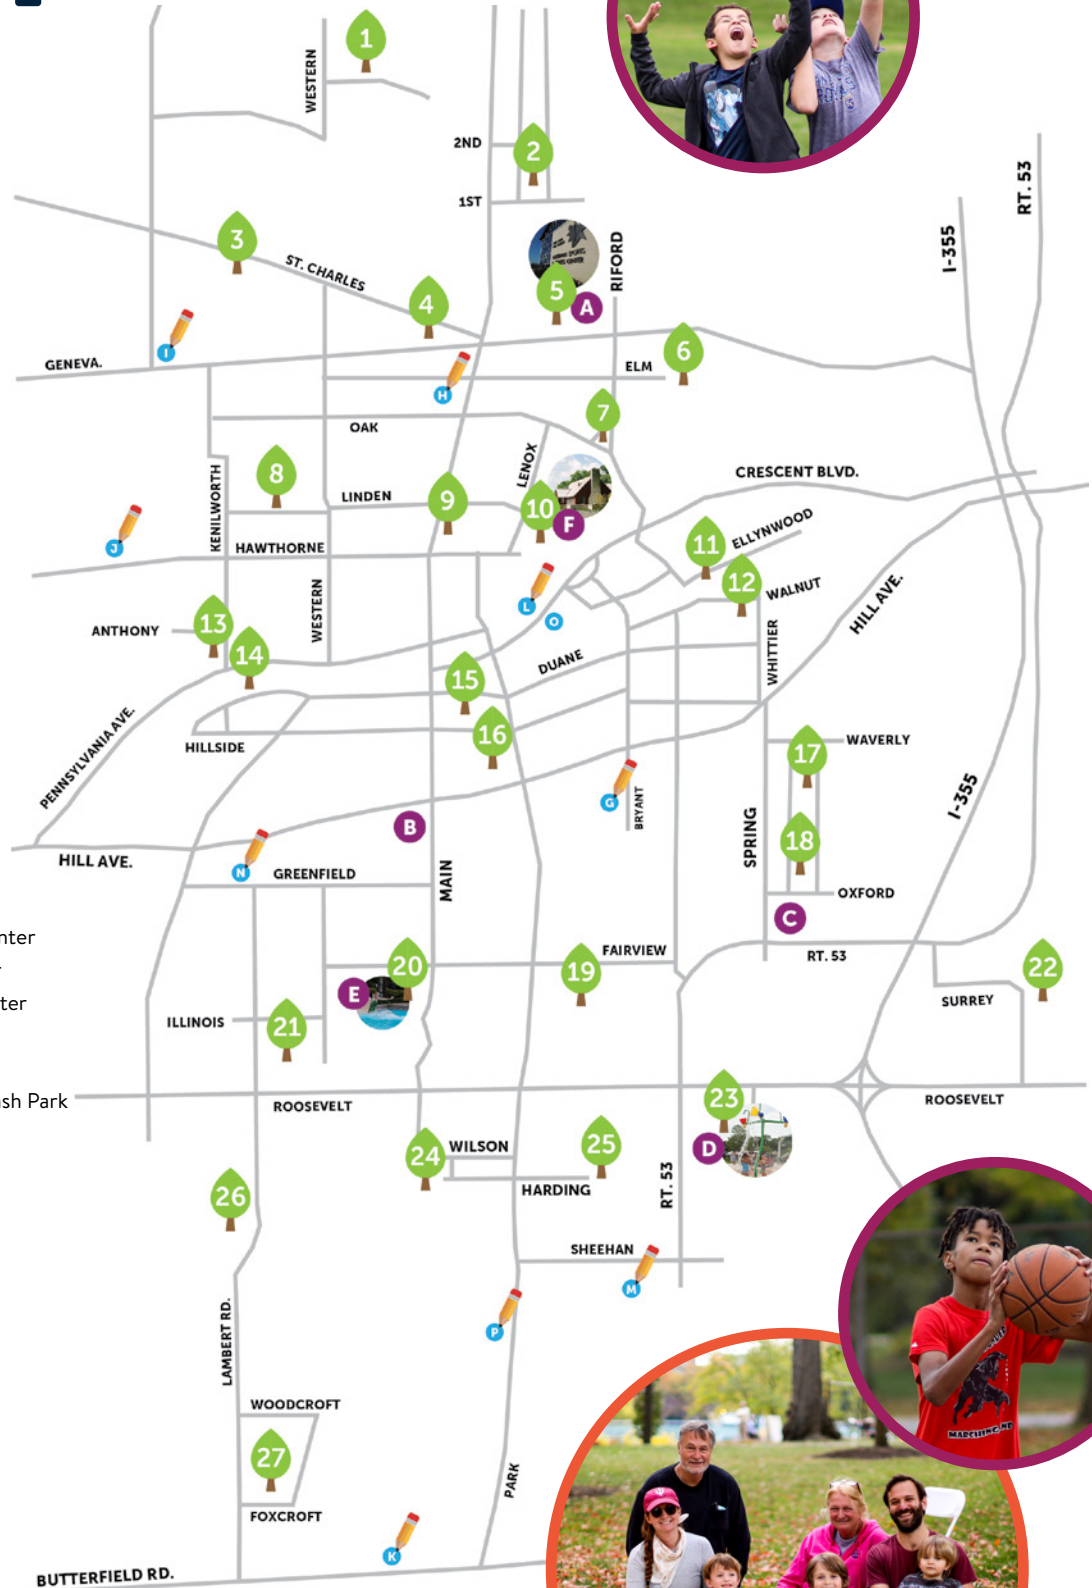 1
WESTERN
2ND
2
1ST
RT. 53
I-355
3
ST. CHARLES
RIFORD
4
5
A
I
GENEVA.
6
ELM
H
7
OAK
LENOX
8
KENILWORTH
LINDEN
9
10
F
CRESCENT BLVD.
J
HAWTHORNE
11
ELLYNWOOD
12
WALNUT
L
O
WESTERN
HILL AVE.
ANTHONY
13
14
WHITTIER
DUANE
15
16
HILLSIDE
PENNSYLVANIA AVE.
17
WAVERLY
G
BRYANT
I-355
B
SPRING
18
HILL AVE.
N
GREENFIELD
MAIN
OXFORD
C
nter
20
19
FAIRVIEW
RT. 53
22
E
ter
SURREY
ILLINOIS
21
sh Park
ROOSEVELT
23
ROOSEVELT
D
24
WILSON
25
RT. 53
HARDING
26
SHEEHAN
M
P
LAMBERT RD.
WOODCROFT
27
PARK
FOXCROFT
K
BUTTERFIELD RD.